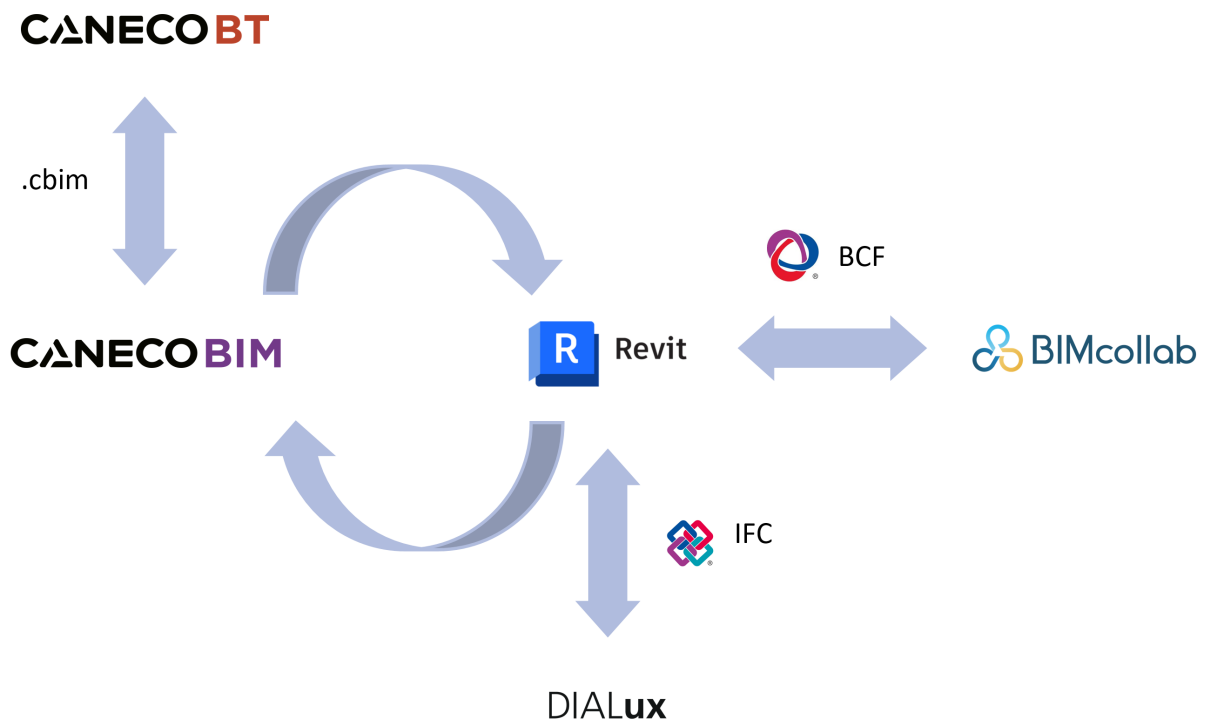 CANECO BT
.cbim
BCF
CANECO BIM
R Revit
BIMcollab
IFC
DIALux